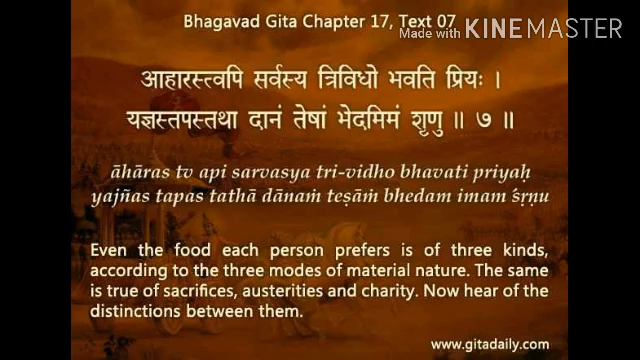 Bhagavad Gita Chapter 17, Text 07
Made with KINEMASTER
आहारस्त्वपि सर्वस्य त्रिविधो भवति प्रियः ।
यज्ञस्तपस्तथा दानं तेषां भेदमिमं शृणु ॥ ७ ॥
āhāras tv api sarvasya tri-vidho bhavati priyaḥ
yajñas tapas tathā dānaṁ teṣāṁ bhedam imam śṛṇu
Even the food each person prefers is of three kinds,
according to the three modes of material nature. The same
is true of sacrifices, austerities and charity. Now hear of the
distinctions between them.
www.gitadaily.com